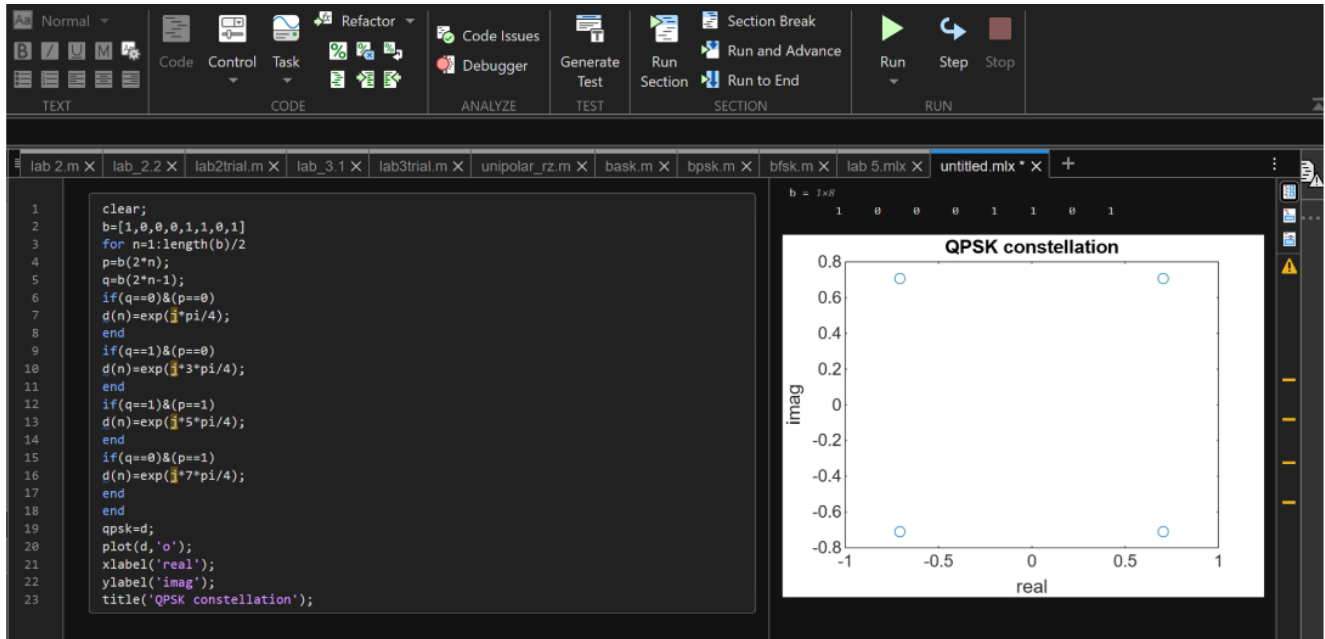 Aa Normal
Refactor
B I U M
Code Control Task
Code Issues
Debugger
Generate Test
Run Section
Section Break
Run and Advance
Run to End
Run Step Stop
TEXT CODE ANALYZE TEST SECTION RUN
lab 2.m X lab_2.2 X lab2trial.m X lab_3.1 X lab3trial.m X unipolar_rz.m X bask.m X bpsk.m X bfsk.m X lab 5.mlx X untitled.mlx * X +
1 clear;
2 b=[1,0,0,0,1,1,0,1]
3 for n=1:length(b)/2
4 p=b(2*n);
5 q=b(2*n-1);
6 if(q==0)&(p==0)
7 d(n)=exp(j*pi/4);
8 end
9 if(q==1)&(p==0)
10 d(n)=exp(j*3*pi/4);
11 end
12 if(q==1)&(p==1)
13 d(n)=exp(j*5*pi/4);
14 end
15 if(q==0)&(p==1)
16 d(n)=exp(j*7*pi/4);
17 end
18 end
19 qpsk=d;
20 plot(d,'o');
21 xlabel('real');
22 ylabel('imag');
23 title('QPSK constellation');
b = 1×8
1 0 0 0 1 1 0 1
QPSK constellation
0.8
0.6
0.4
0.2
0
-0.2
-0.4
-0.6
-0.8
imag
-1 -0.5 0 0.5 1
real